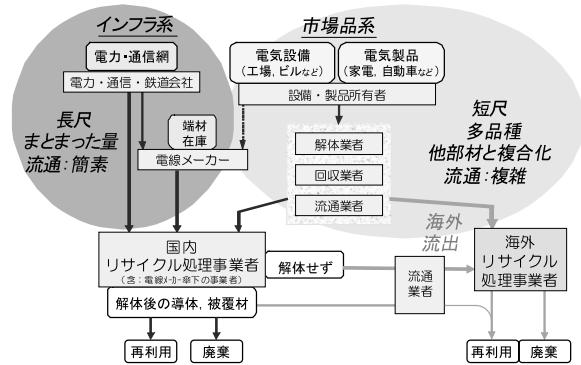 インフラ系
市場品系
電力・通信網
電気設備
(工場, ビルなど)
電気製品
(家電, 自動車など)
電力・通信・鉄道会社
設備・製品所有者
長尺
まとまった量
流通:簡素
端材
在庫
電線メーカー
解体業者
回収業者
流通業者
短尺
多品種
他部材と複合化
流通:複雑
海外
流出
国内
リサイクル処理事業者
(含:電線メーカー傘下の事業者)
解体せず
流通
業者
海外
リサイクル
処理事業者
解体後の導体, 被覆材
再利用
廃棄
再利用
廃棄